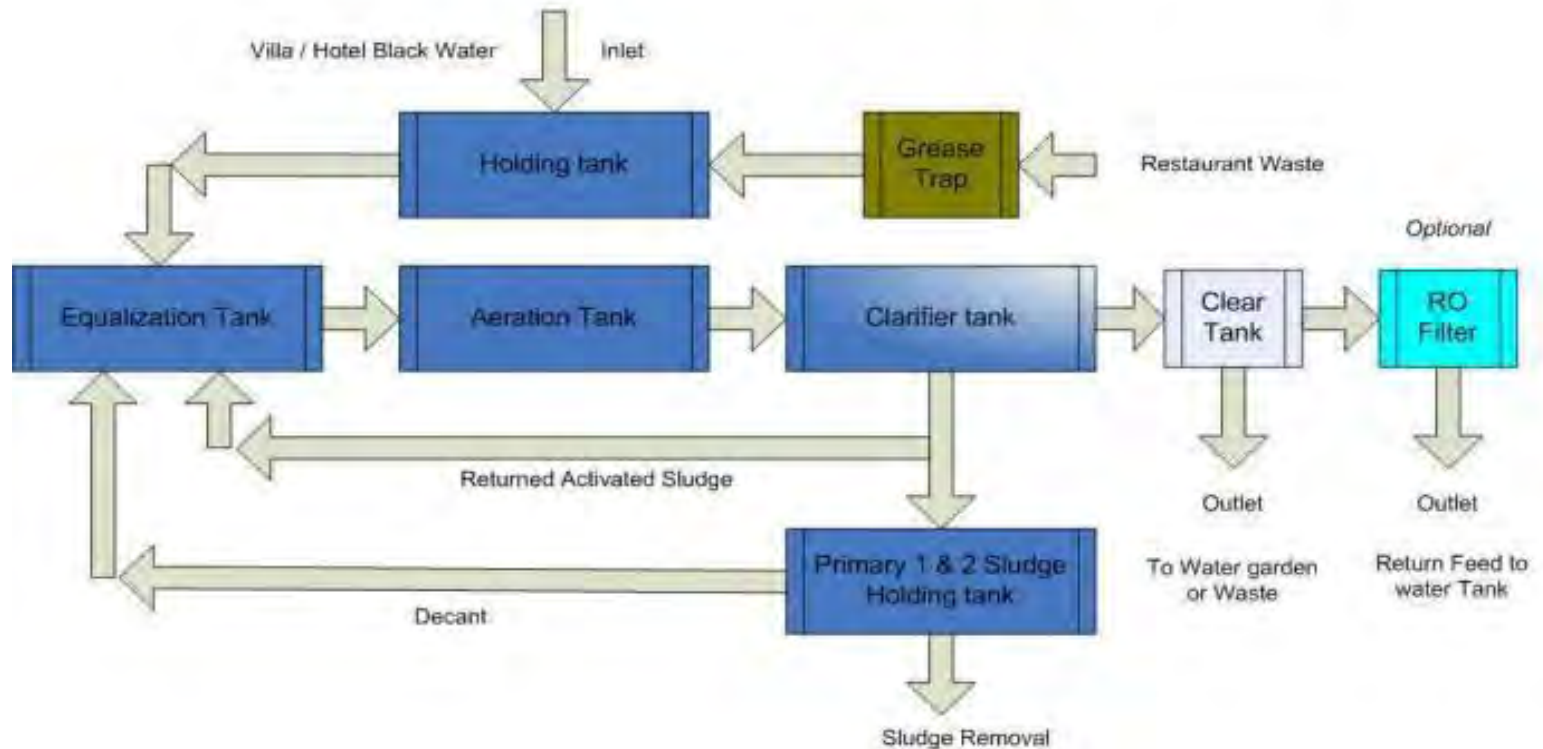 Villa / Hotel Black Water
Inlet
Holding tank
Grease
Trap
Restaurant Waste
Optional
Equalization Tank
Aeration Tank
Clarifier tank
Clear
Tank
RO
Filter
Returned Activated Sludge
Outlet
To Water garden
or Waste
Outlet
Return Feed to
water Tank
Primary 1 & 2 Sludge
Holding tank
Decant
Sludge Removal